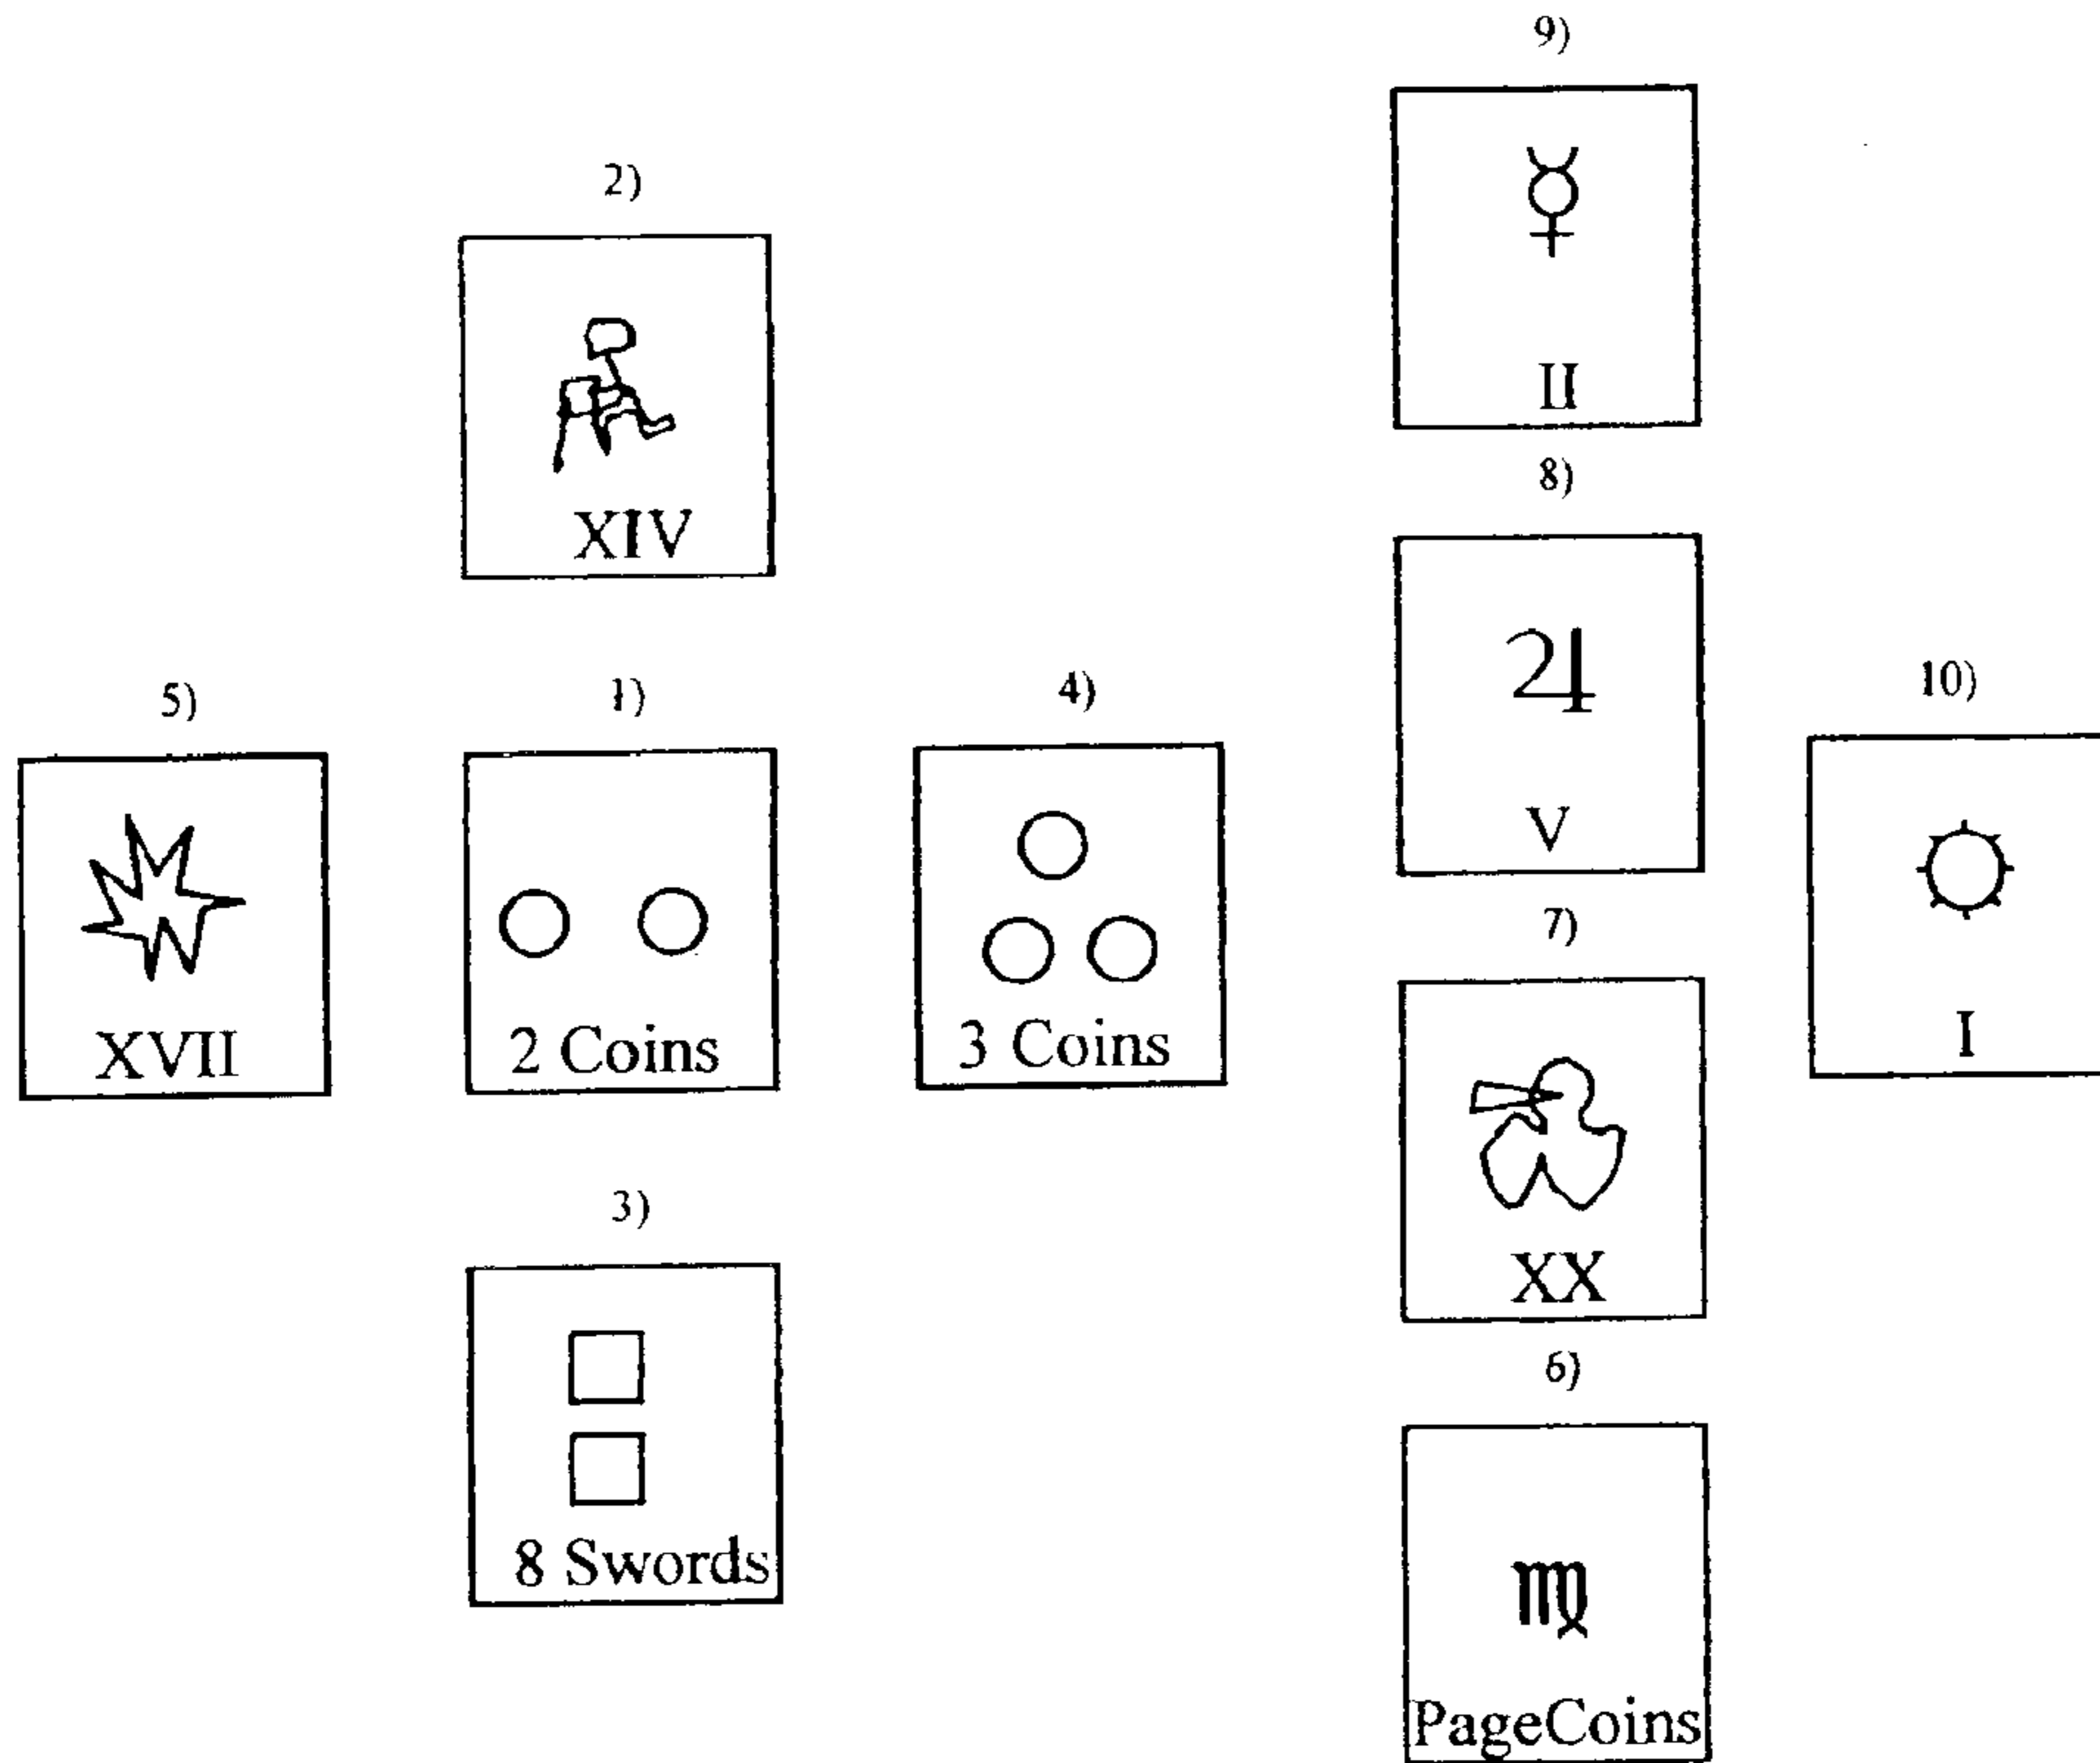 9)
II
2)
XIV
8)
V
5)
XVII
1)
2 Coins
4)
3 Coins
10)
I
7)
XX
3)
8 Swords
6)
PageCoins